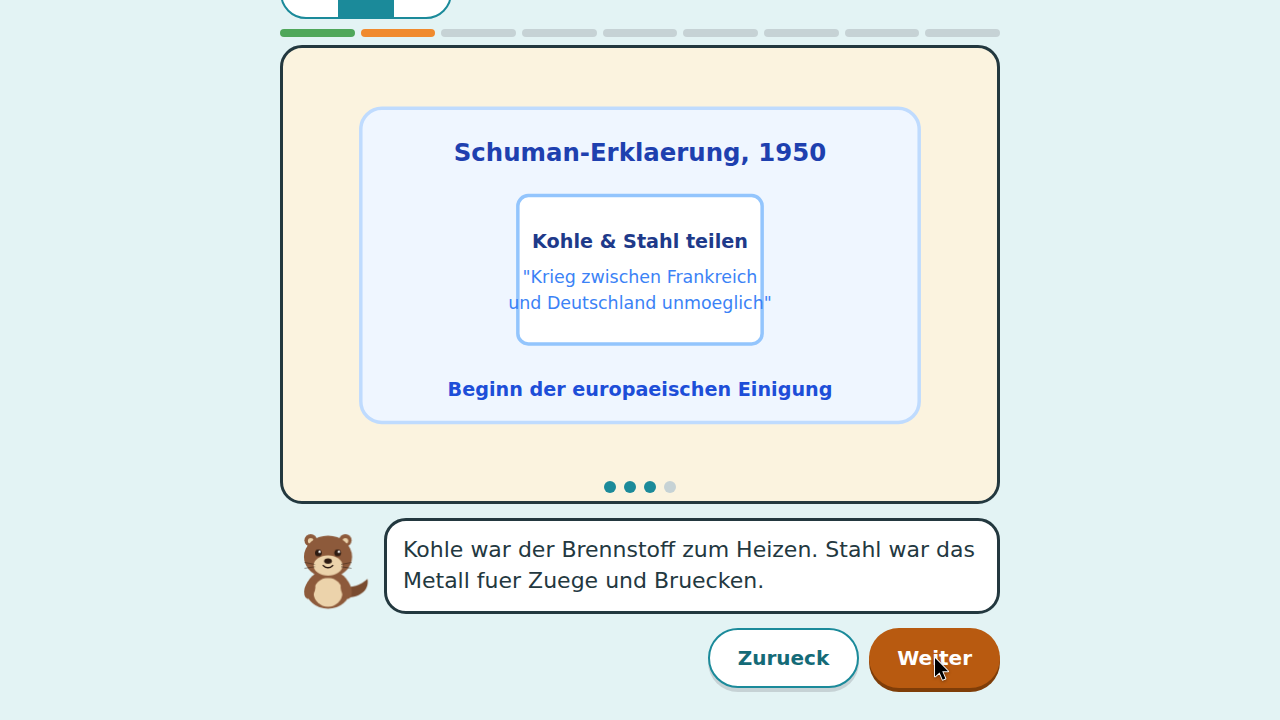 Schuman-Erklaerung, 1950
Kohle & Stahl teilen
"Krieg zwischen Frankreich
und Deutschland unmoeglich"
Beginn der europaeischen Einigung
Kohle war der Brennstoff zum Heizen. Stahl war das
Metall fuer Zuege und Bruecken.
Zurueck
Weiter